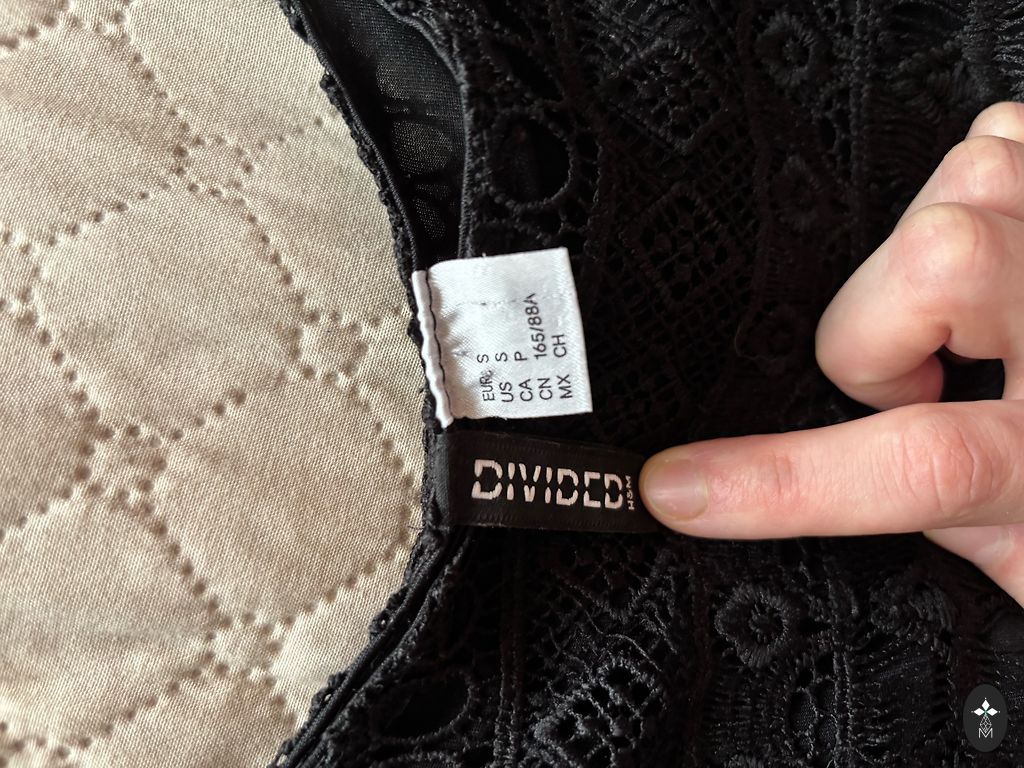 EUR S
US S
CA P
CN 165/88A
MX CH
DIVIDED
H&M
M